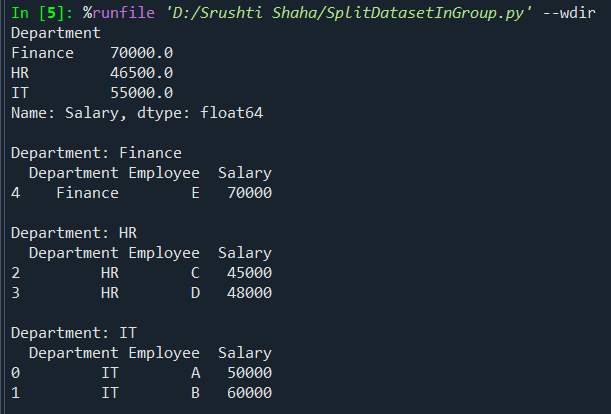 In [5]: %runfile 'D:/Srushti Shaha/SplitDatasetInGroup.py' --wdir
Department
Finance    70000.0
HR         46500.0
IT         55000.0
Name: Salary, dtype: float64

Department: Finance
  Department Employee  Salary
4    Finance        E   70000

Department: HR
  Department Employee  Salary
2         HR        C   45000
3         HR        D   48000

Department: IT
  Department Employee  Salary
0         IT        A   50000
1         IT        B   60000